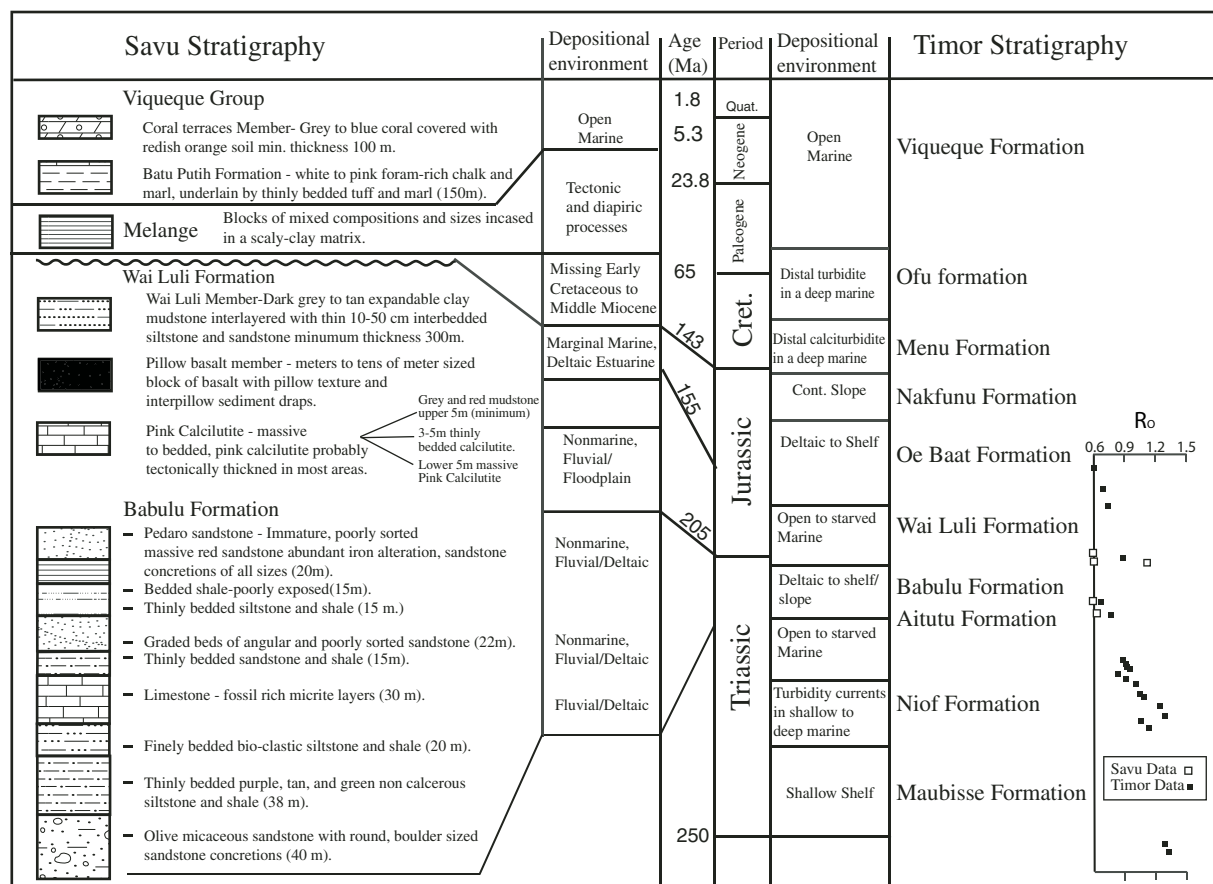 Savu Stratigraphy
Depositional
environment
Age
(Ma)
Period
Depositional
environment
Timor Stratigraphy
Viqueque Group
Coral terraces Member- Grey to blue coral covered with
redish orange soil min. thickness 100 m.
Batu Putih Formation - white to pink foram-rich chalk and
marl, underlain by thinly bedded tuff and marl (150m).
Melange
Blocks of mixed compositions and sizes incased
in a scaly-clay matrix.
Wai Luli Formation
Wai Luli Member-Dark grey to tan expandable clay
mudstone interlayered with thin 10-50 cm interbedded
siltstone and sandstone minumum thickness 300m.
Pillow basalt member - meters to tens of meter sized
block of basalt with pillow texture and
interpillow sediment draps.
Pink Calcilutite - massive
to bedded, pink calcilutite probably
tectonically thickned in most areas.
Grey and red mudstone
upper 5m (minimum)
3-5m thinly
bedded calcilutite.
Lower 5m massive
Pink Calcilutite
Babulu Formation
Pedaro sandstone - Immature, poorly sorted
massive red sandstone abundant iron alteration, sandstone
concretions of all sizes (20m).
Bedded shale-poorly exposed(15m).
Thinly bedded siltstone and shale (15 m.)
Graded beds of angular and poorly sorted sandstone (22m).
Thinly bedded sandstone and shale (15m).
Limestone - fossil rich micrite layers (30 m).
Finely bedded bio-clastic siltstone and shale (20 m).
Thinly bedded purple, tan, and green non calcerous
siltstone and shale (38 m).
Olive micaceous sandstone with round, boulder sized
sandstone concretions (40 m).
Open
Marine
Tectonic
and diapiric
processes
Missing Early
Cretaceous to
Middle Miocene
Marginal Marine,
Deltaic Estuarine
Nonmarine,
Fluvial/
Floodplain
Nonmarine,
Fluvial/Deltaic
Nonmarine,
Fluvial/Deltaic
Fluvial/Deltaic
1.8
5.3
23.8
65
143
155
205
250
Quat.
Neogene
Paleogene
Cret.
Jurassic
Triassic
Open
Marine
Distal turbidite
in a deep marine
Distal calciturbidite
in a deep marine
Cont. Slope
Deltaic to Shelf
Open to starved
Marine
Deltaic to shelf/
slope
Open to starved
Marine
Turbidity currents
in shallow to
deep marine
Shallow Shelf
Viqueque Formation
Ofu formation
Menu Formation
Nakfunu Formation
Oe Baat Formation
Wai Luli Formation
Babulu Formation
Aitutu Formation
Niof Formation
Maubisse Formation
Ro
0.6 0.9 1.2 1.5
Savu Data
Timor Data